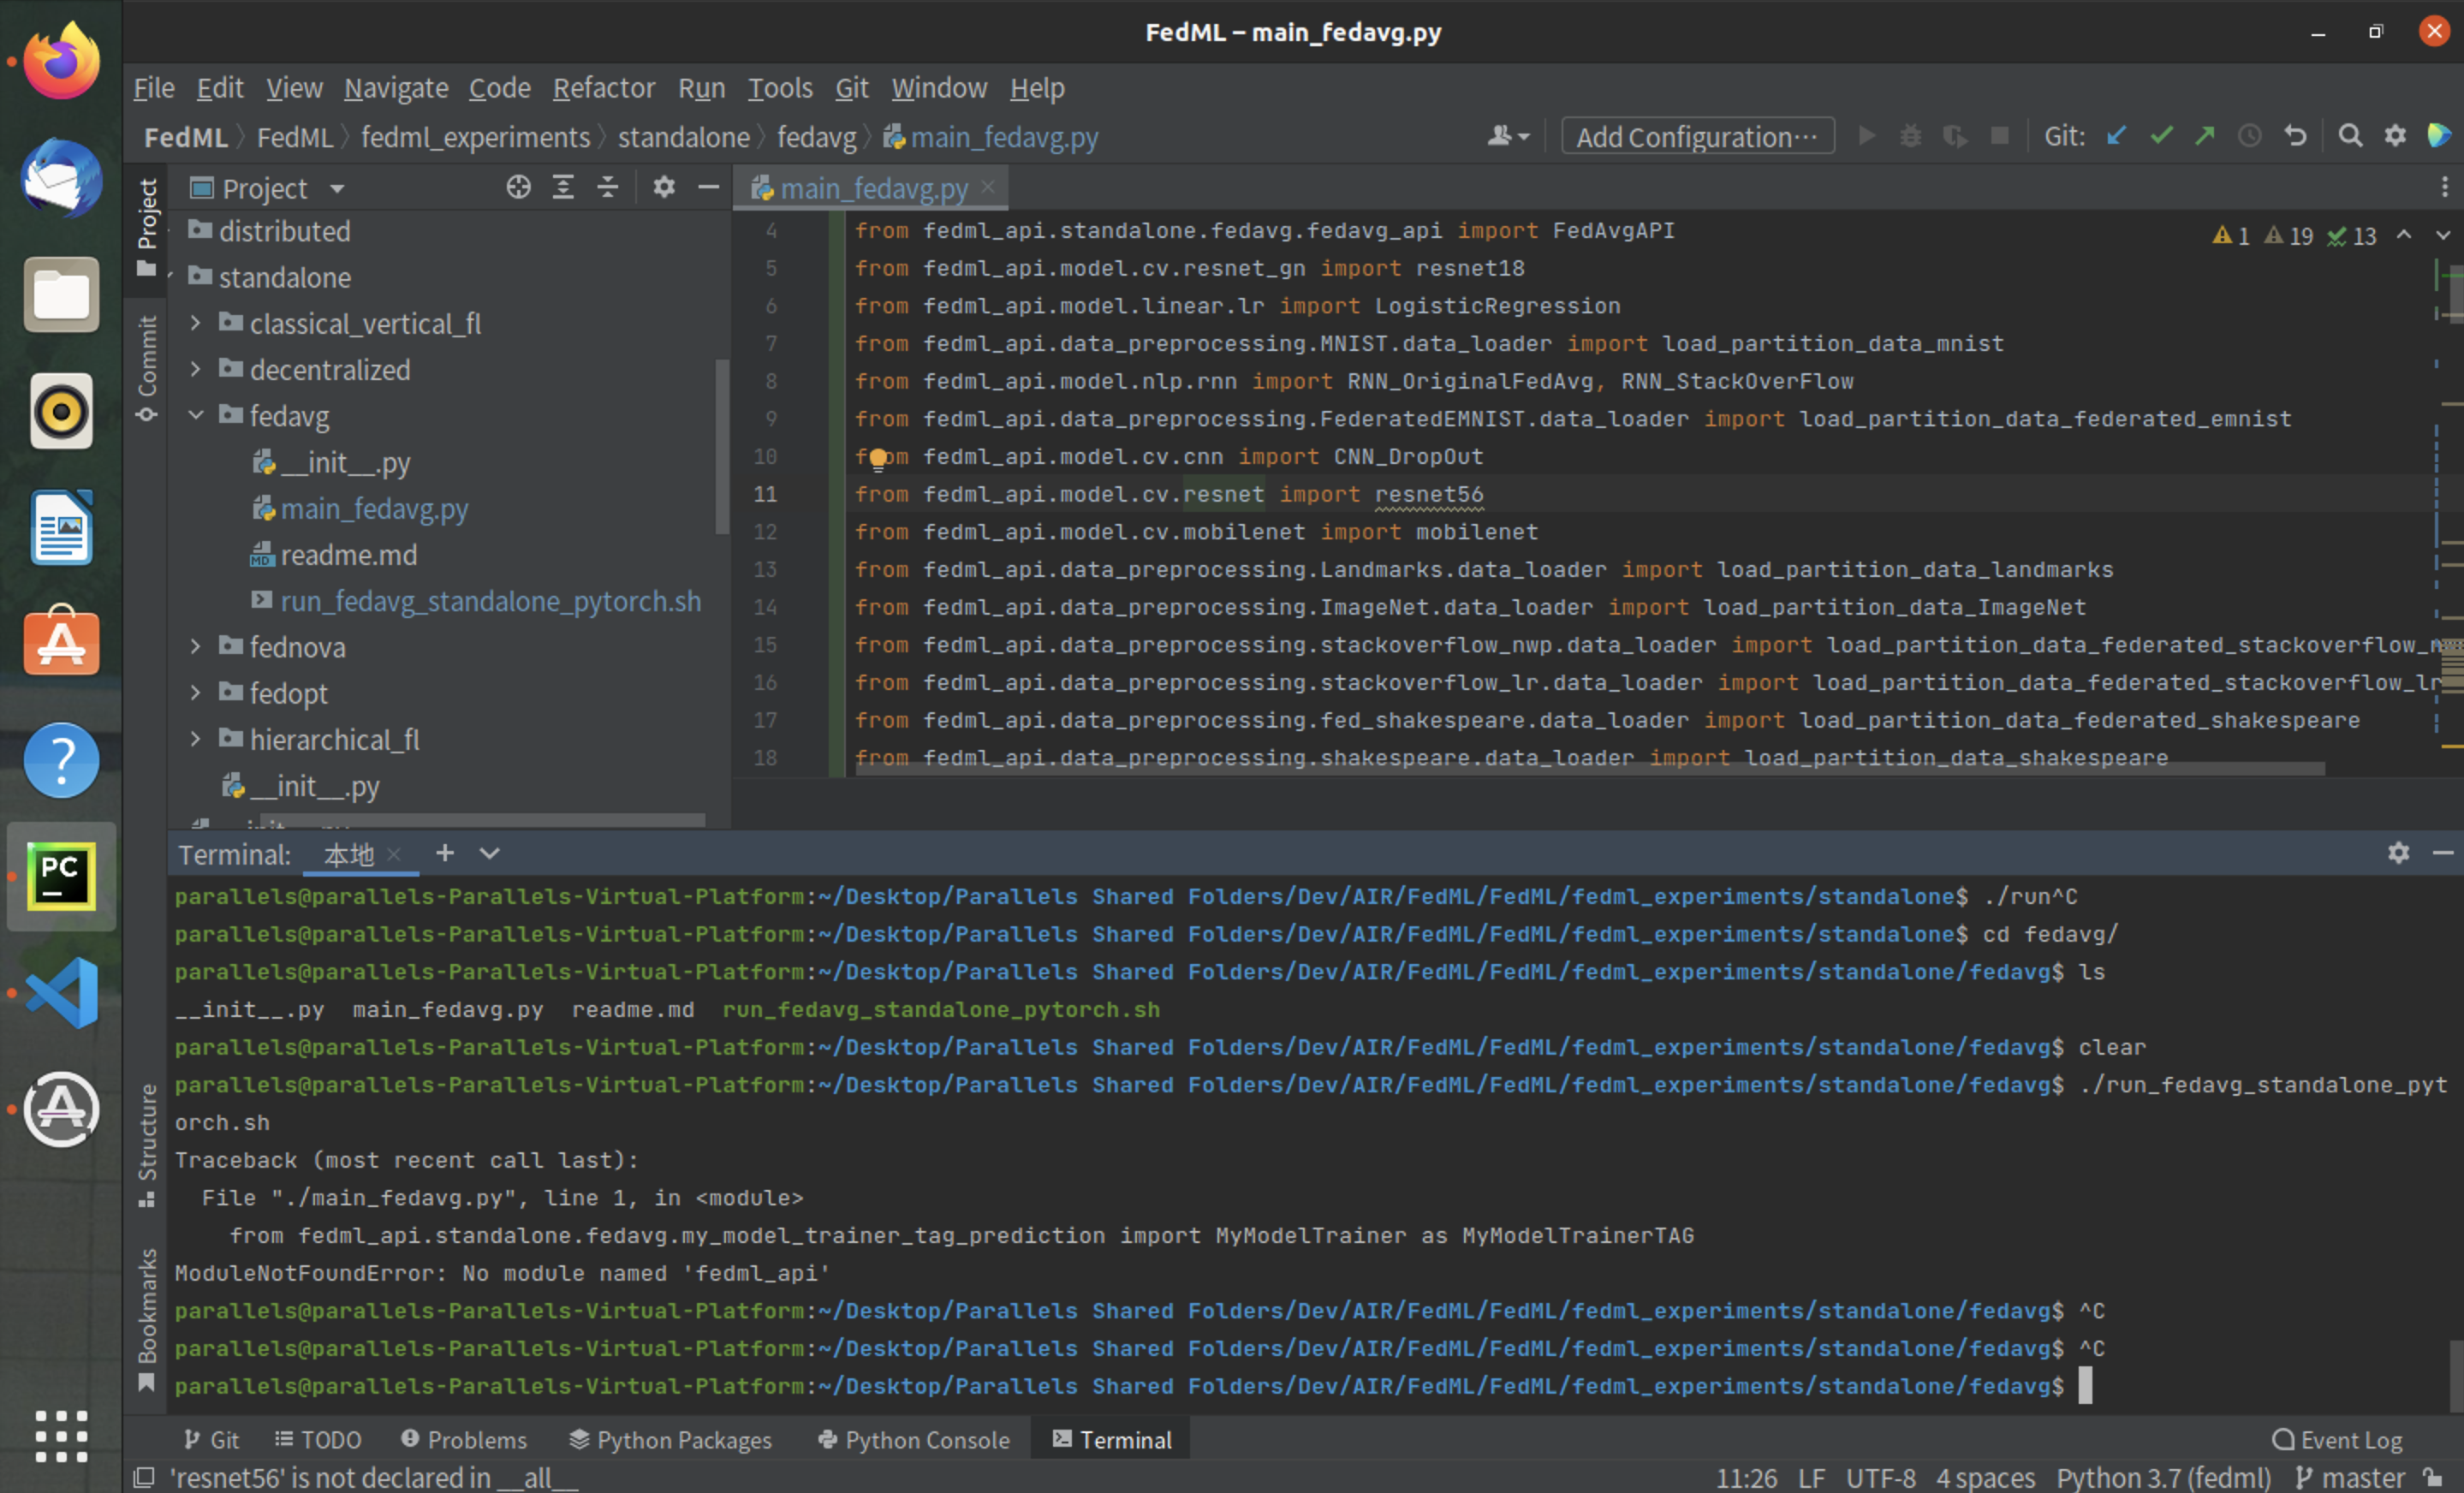 FedML – main_fedavg.py
File Edit View Navigate Code Refactor Run Tools Git Window Help
FedML FedML fedml_experiments standalone fedavg main_fedavg.py Add Configuration··· Git:
Project
main_fedavg.py
Project
Commit
Structure
Bookmarks
distributed
standalone
classical_vertical_fl
decentralized
fedavg
__init__.py
main_fedavg.py
readme.md
run_fedavg_standalone_pytorch.sh
fednova
fedopt
hierarchical_fl
__init__.py
1 19 13
4 from fedml_api.standalone.fedavg.fedavg_api import FedAvgAPI
5 from fedml_api.model.cv.resnet_gn import resnet18
6 from fedml_api.model.linear.lr import LogisticRegression
7 from fedml_api.data_preprocessing.MNIST.data_loader import load_partition_data_mnist
8 from fedml_api.model.nlp.rnn import RNN_OriginalFedAvg, RNN_StackOverFlow
9 from fedml_api.data_preprocessing.FederatedEMNIST.data_loader import load_partition_data_federated_emnist
10 from fedml_api.model.cv.cnn import CNN_DropOut
11 from fedml_api.model.cv.resnet import resnet56
12 from fedml_api.model.cv.mobilenet import mobilenet
13 from fedml_api.data_preprocessing.Landmarks.data_loader import load_partition_data_landmarks
14 from fedml_api.data_preprocessing.ImageNet.data_loader import load_partition_data_ImageNet
15 from fedml_api.data_preprocessing.stackoverflow_nwp.data_loader import load_partition_data_federated_stackoverflow_
16 from fedml_api.data_preprocessing.stackoverflow_lr.data_loader import load_partition_data_federated_stackoverflow_lr
17 from fedml_api.data_preprocessing.fed_shakespeare.data_loader import load_partition_data_federated_shakespeare
18 from fedml_api.data_preprocessing.shakespeare.data_loader import load_partition_data_shakespeare
Terminal: 本地
parallels@parallels-Parallels-Virtual-Platform:~/Desktop/Parallels Shared Folders/Dev/AIR/FedML/FedML/fedml_experiments/standalone$ ./run^C
parallels@parallels-Parallels-Virtual-Platform:~/Desktop/Parallels Shared Folders/Dev/AIR/FedML/FedML/fedml_experiments/standalone$ cd fedavg/
parallels@parallels-Parallels-Virtual-Platform:~/Desktop/Parallels Shared Folders/Dev/AIR/FedML/FedML/fedml_experiments/standalone/fedavg$ ls
__init__.py main_fedavg.py readme.md run_fedavg_standalone_pytorch.sh
parallels@parallels-Parallels-Virtual-Platform:~/Desktop/Parallels Shared Folders/Dev/AIR/FedML/FedML/fedml_experiments/standalone/fedavg$ clear
parallels@parallels-Parallels-Virtual-Platform:~/Desktop/Parallels Shared Folders/Dev/AIR/FedML/FedML/fedml_experiments/standalone/fedavg$ ./run_fedavg_standalone_pyt
orch.sh
Traceback (most recent call last):
File "./main_fedavg.py", line 1, in <module>
from fedml_api.standalone.fedavg.my_model_trainer_tag_prediction import MyModelTrainer as MyModelTrainerTAG
ModuleNotFoundError: No module named 'fedml_api'
parallels@parallels-Parallels-Virtual-Platform:~/Desktop/Parallels Shared Folders/Dev/AIR/FedML/FedML/fedml_experiments/standalone/fedavg$ ^C
parallels@parallels-Parallels-Virtual-Platform:~/Desktop/Parallels Shared Folders/Dev/AIR/FedML/FedML/fedml_experiments/standalone/fedavg$ ^C
parallels@parallels-Parallels-Virtual-Platform:~/Desktop/Parallels Shared Folders/Dev/AIR/FedML/FedML/fedml_experiments/standalone/fedavg$
Git TODO Problems Python Packages Python Console Terminal Event Log
'resnet56' is not declared in __all__ 11:26 LF UTF-8 4 spaces Python 3.7 (fedml) master